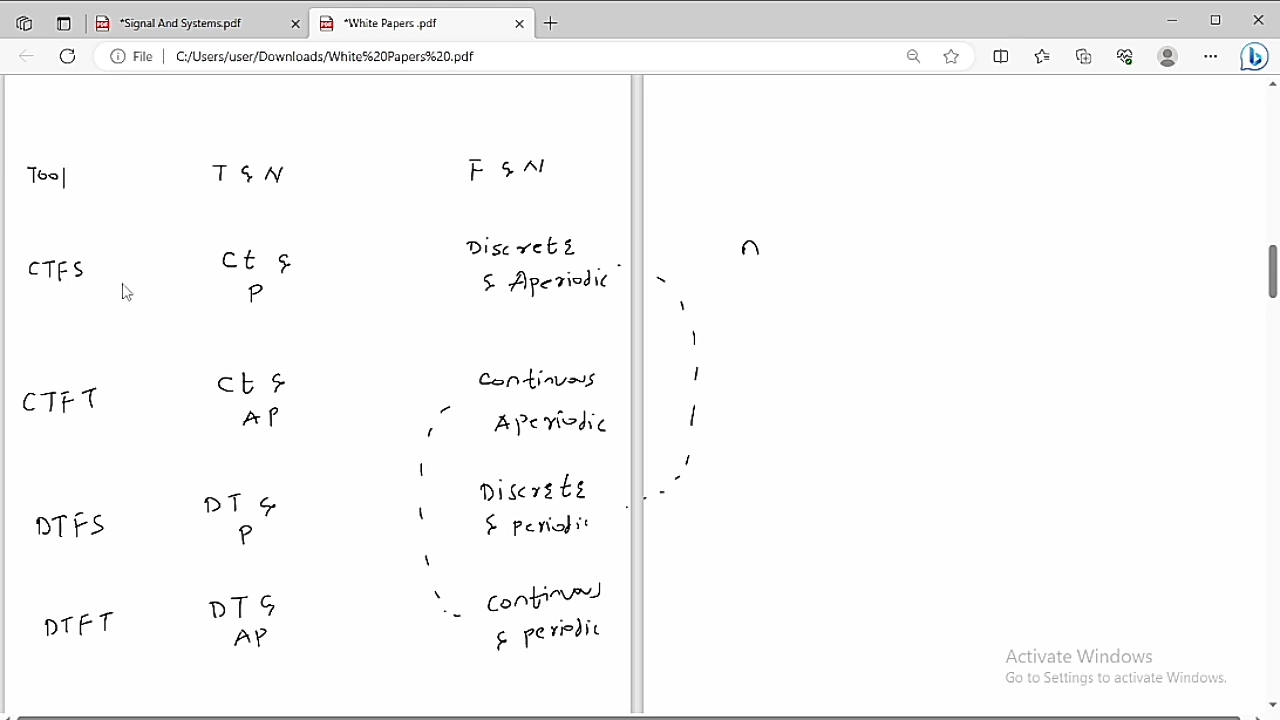 *Signal And Systems.pdf
*White Papers .pdf
File C:/Users/user/Downloads/White%20Papers%20.pdf
Tool T & N F & N
CTFS Ct & P Discrete & & Aperiodic
n
CTFT Ct & AP Continuous Aperiodic
DTFS DT & P Discrete & & periodic
DTFT DT & AP Continuous & periodic
Activate Windows
Go to Settings to activate Windows.